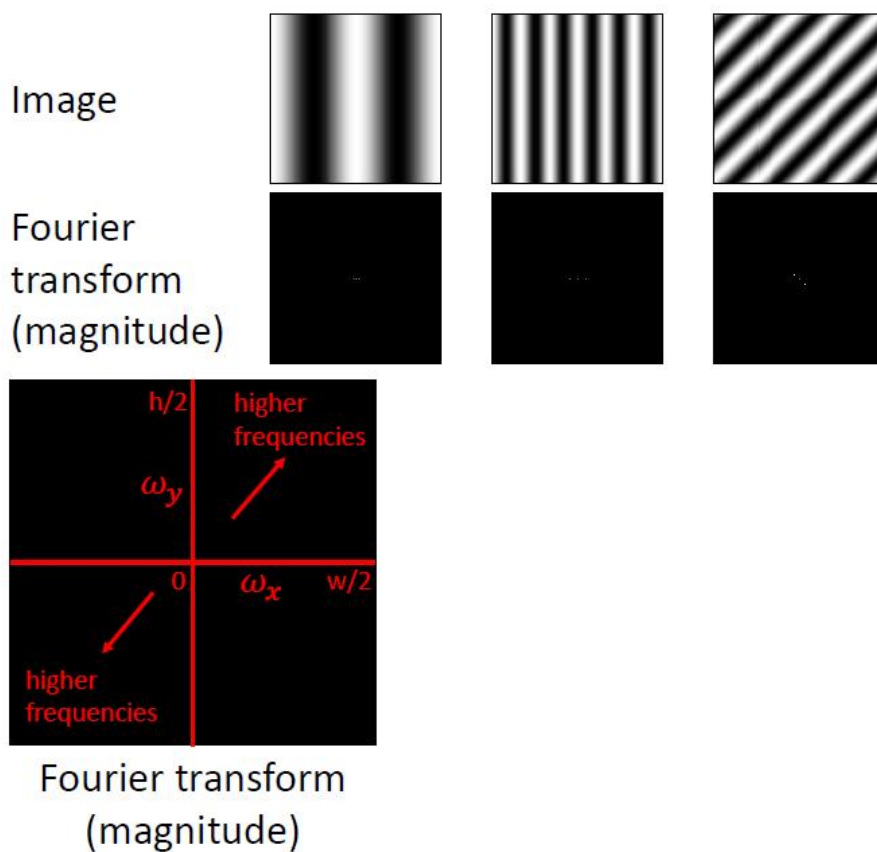 Image
Fourier
transform
(magnitude)
h/2
higher
frequencies
ω_y
0
ω_x
w/2
higher
frequencies
Fourier transform
(magnitude)